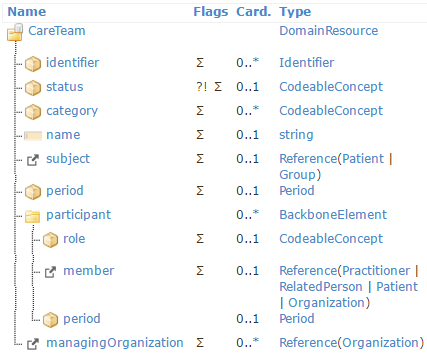 Name Flags Card. Type
CareTeam DomainResource
identifier Σ 0..* Identifier
status ?! Σ 0..1 CodeableConcept
category Σ 0..* CodeableConcept
name Σ 0..1 string
subject Σ 0..1 Reference(Patient |
Group)
period Σ 0..1 Period
participant 0..* BackboneElement
role Σ 0..1 CodeableConcept
member Σ 0..1 Reference(Practitioner |
RelatedPerson | Patient
| Organization)
period 0..1 Period
managingOrganization Σ 0..* Reference(Organization)